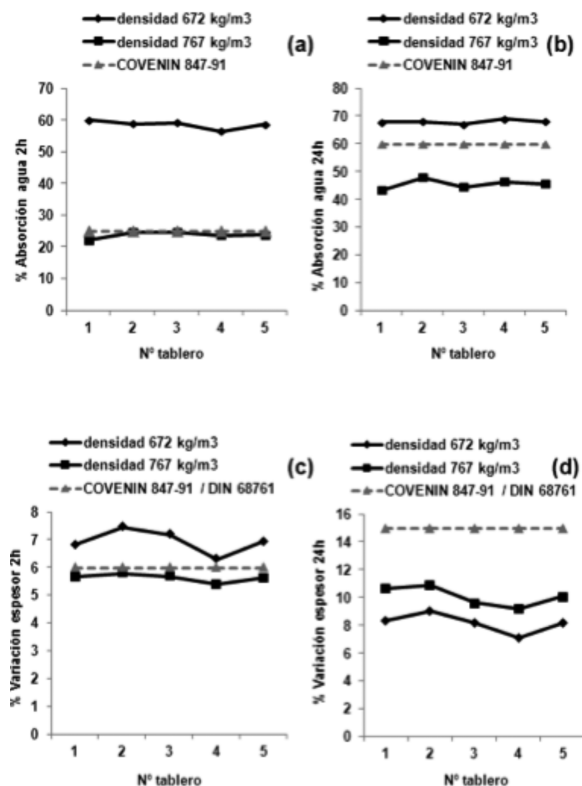 densidad 672 kg/m3
densidad 767 kg/m3
COVENIN 847-91
(a)
% Absorción agua 2h
70
60
50
40
30
20
10
0
1 2 3 4 5
Nº tablero
densidad 672 kg/m3
densidad 767 kg/m3
COVENIN 847-91
(b)
% Absorción agua 24h
80
70
60
50
40
30
20
10
0
1 2 3 4 5
Nº tablero
densidad 672 kg/m3
densidad 767 kg/m3
COVENIN 847-91 / DIN 68761
(c)
% Variación espesor 2h
8
7
6
5
4
3
2
1
0
1 2 3 4 5
Nº tablero
densidad 672 kg/m3
densidad 767 kg/m3
COVENIN 847-91 / DIN 68761
(d)
% Variación espesor 24h
16
14
12
10
8
6
4
2
0
1 2 3 4 5
Nº tablero